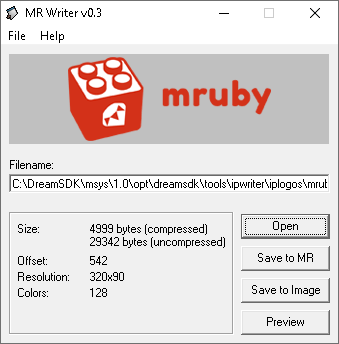 MR Writer v0.3
File Help
mruby
Filename:
C:\DreamSDK\msys\1.0\opt\dreamsdk\tools\ipwriter\iplogos\mrub
Size: 4999 bytes (compressed)
29342 bytes (uncompressed)
Offset: 542
Resolution: 320x90
Colors: 128
Open
Save to MR
Save to Image
Preview